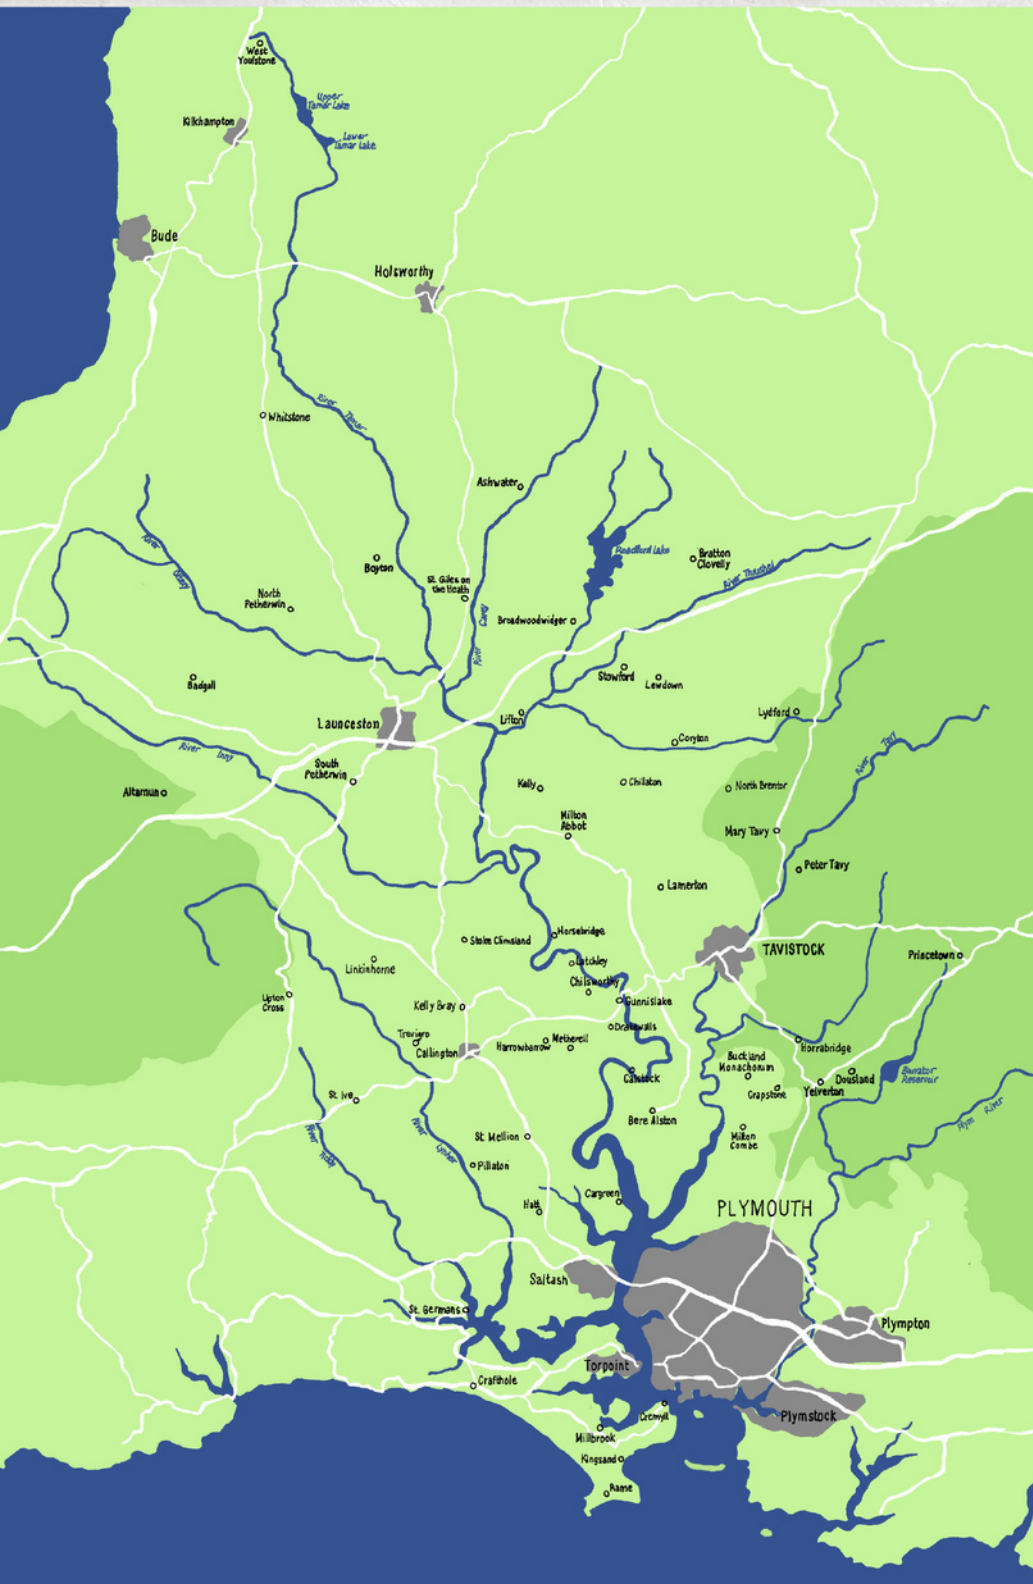 West
Youlstone
Upper
Tamar Lake
Kilkhampton
Lower
Tamar Lake
Bude
Holsworthy
River Tamar
Whitstone
Ashwater
River
Ottery
Roadford Lake
Bratton
Clovelly
Boyton
River Thrushel
St. Giles on
the Heath
North
Petherwin
River Carey
Broadwoodwidger
Stowford
Lewdown
Badgall
Launceston
Lifton
Lydford
Coryton
River Tavy
River Inny
South
Petherwin
Altarnun
Kelly
Chillaton
North Brentor
Milton
Abbot
Mary Tavy
Peter Tavy
Lamerton
Stoke Climsland
Horsebridge
TAVISTOCK
Princetown
Linkinhorne
Latchley
Chilsworthy
Upton
Cross
Kelly Bray
Gunnislake
Drakewalls
Trevigro
Callington
Harrowbarrow
Metherell
Horrabridge
Buckland
Monachorum
Calstock
Crapstone
Yelverton
Dousland
Burrator
Reservoir
St. Ive
Bere Alston
Plym River
River Tiddy
River Lynher
St. Mellion
Milton
Combe
Pillaton
Cargreen
Hatt
PLYMOUTH
Saltash
St. Germans
Plympton
Torpoint
Crafthole
Cremyll
Plymstock
Millbrook
Kingsand
Rame